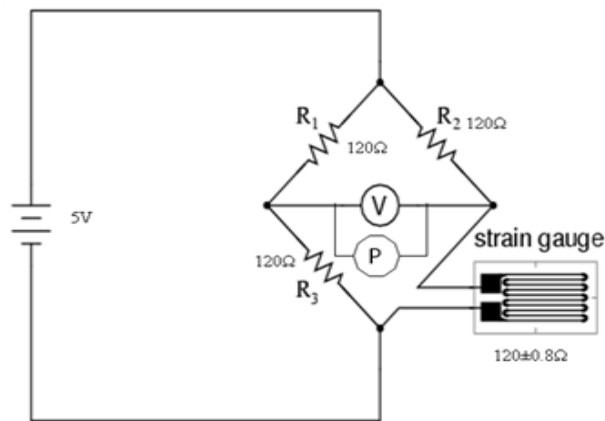 R1
120Ω
R2 120Ω
5V
V
P
120Ω
R3
strain gauge
120±0.8Ω